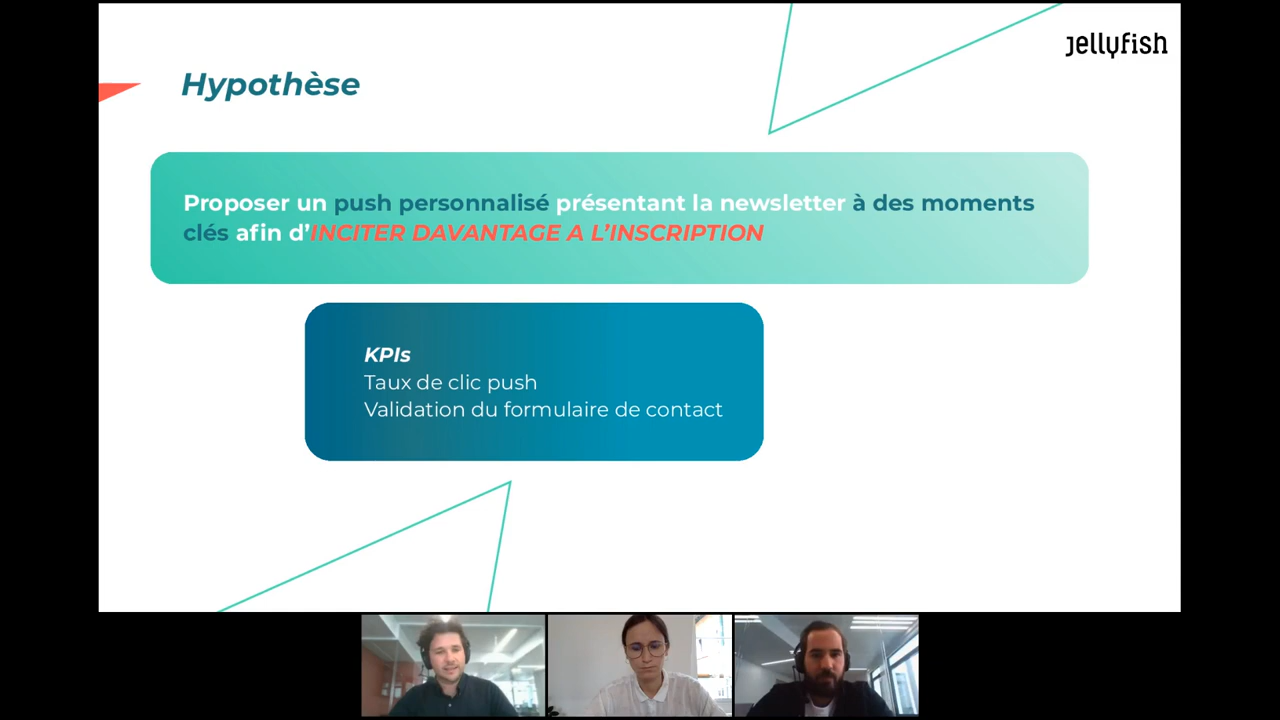 jellyfish
Hypothèse
Proposer un push personnalisé présentant la newsletter à des moments
clés afin d’INCITER DAVANTAGE A L’INSCRIPTION
KPIs
Taux de clic push
Validation du formulaire de contact